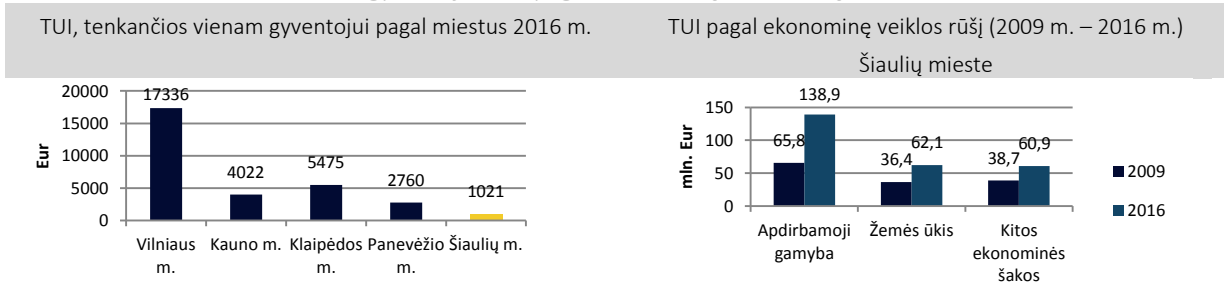 TUI, tenkančios vienam gyventojui pagal miestus 2016 m.
TUI pagal ekonominę veiklos rūšį (2009 m. – 2016 m.)
Šiaulių mieste
Eur
20000
15000
10000
5000
0
17336
4022
5475
2760
1021
Vilniaus
m.
Kauno m.
Klaipėdos
m.
Panevėžio
m.
Šiaulių m.
mln. Eur
150
100
50
0
65,8
138,9
36,4
62,1
38,7
60,9
Apdirbamoji
gamyba
Žemės ūkis
Kitos
ekonominės
šakos
2009
2016